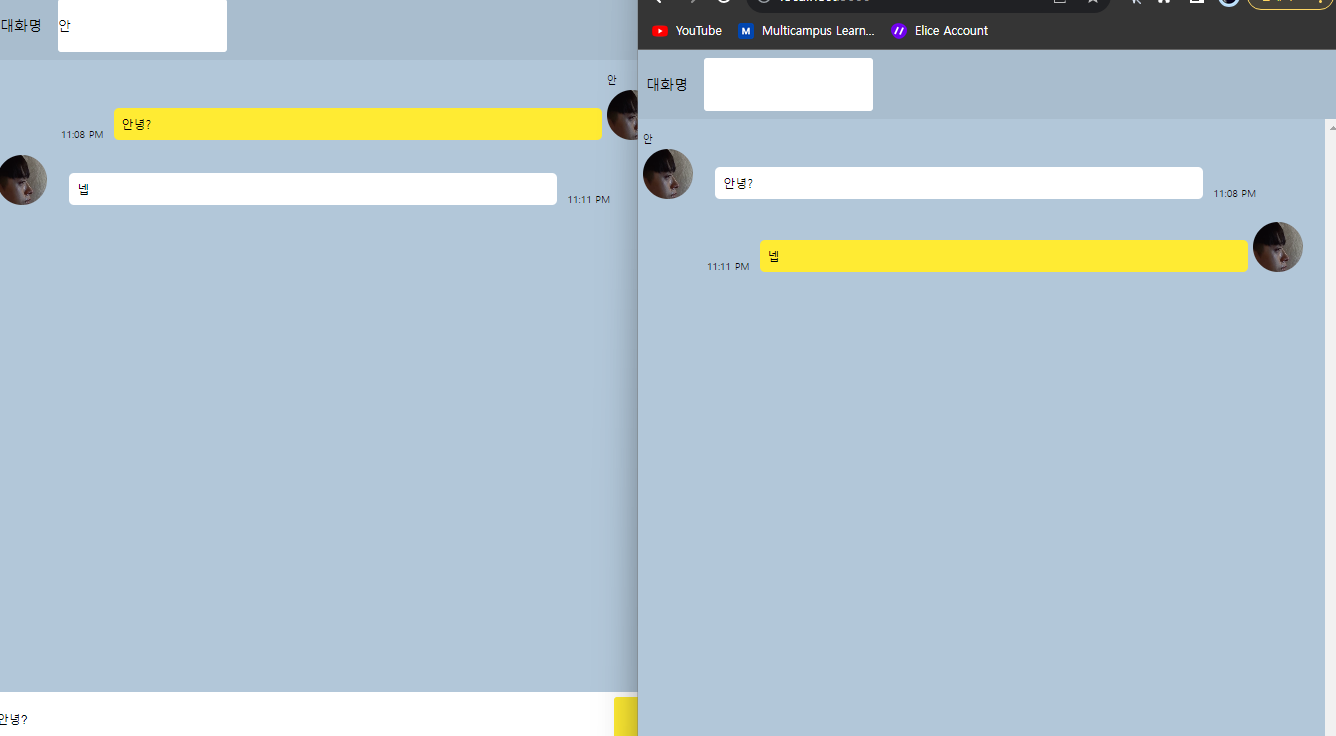 대화명 안
안
안녕?
11:08 PM
넵
11:11 PM
안녕?
YouTube
M Multicampus Learn...
Elice Account
대화명
안
안녕?
11:08 PM
11:11 PM
넵